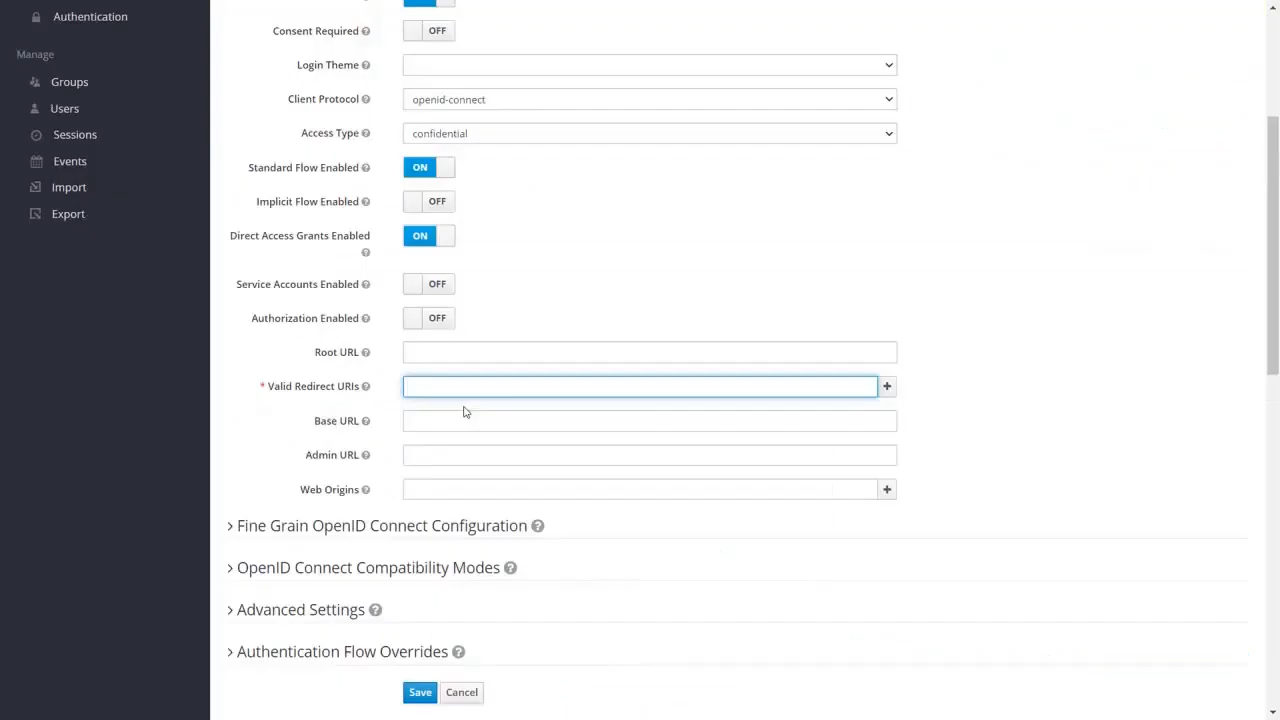 Authentication
Manage
Groups
Users
Sessions
Events
Import
Export
Consent Required OFF
Login Theme
Client Protocol openid-connect
Access Type confidential
Standard Flow Enabled ON
Implicit Flow Enabled OFF
Direct Access Grants Enabled ON
Service Accounts Enabled OFF
Authorization Enabled OFF
Root URL
* Valid Redirect URIs
Base URL
Admin URL
Web Origins
Fine Grain OpenID Connect Configuration
OpenID Connect Compatibility Modes
Advanced Settings
Authentication Flow Overrides
Save Cancel